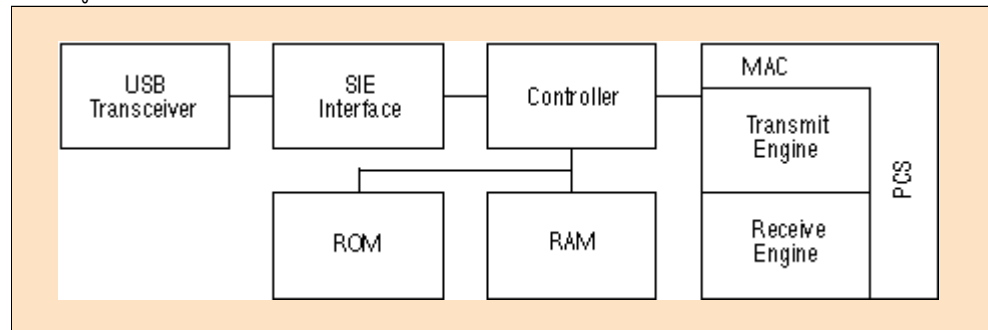 USB
Transceiver
SIE
Interface
Controller
MAC
Transmit
Engine
PCS
ROM
RAM
Receive
Engine